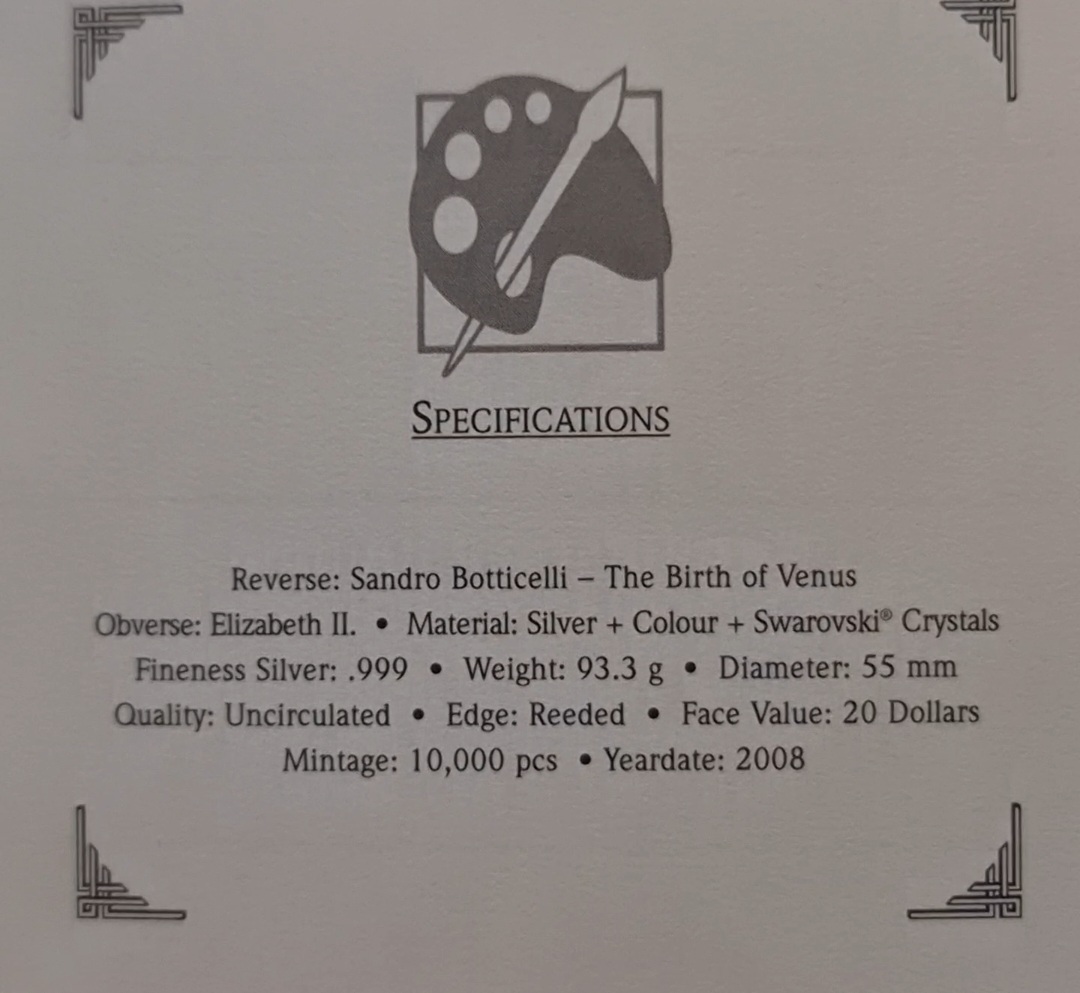 SPECIFICATIONS
Reverse: Sandro Botticelli – The Birth of Venus
Obverse: Elizabeth II. • Material: Silver + Colour + Swarovski® Crystals
Fineness Silver: .999 • Weight: 93.3 g • Diameter: 55 mm
Quality: Uncirculated • Edge: Reeded • Face Value: 20 Dollars
Mintage: 10,000 pcs • Yeardate: 2008